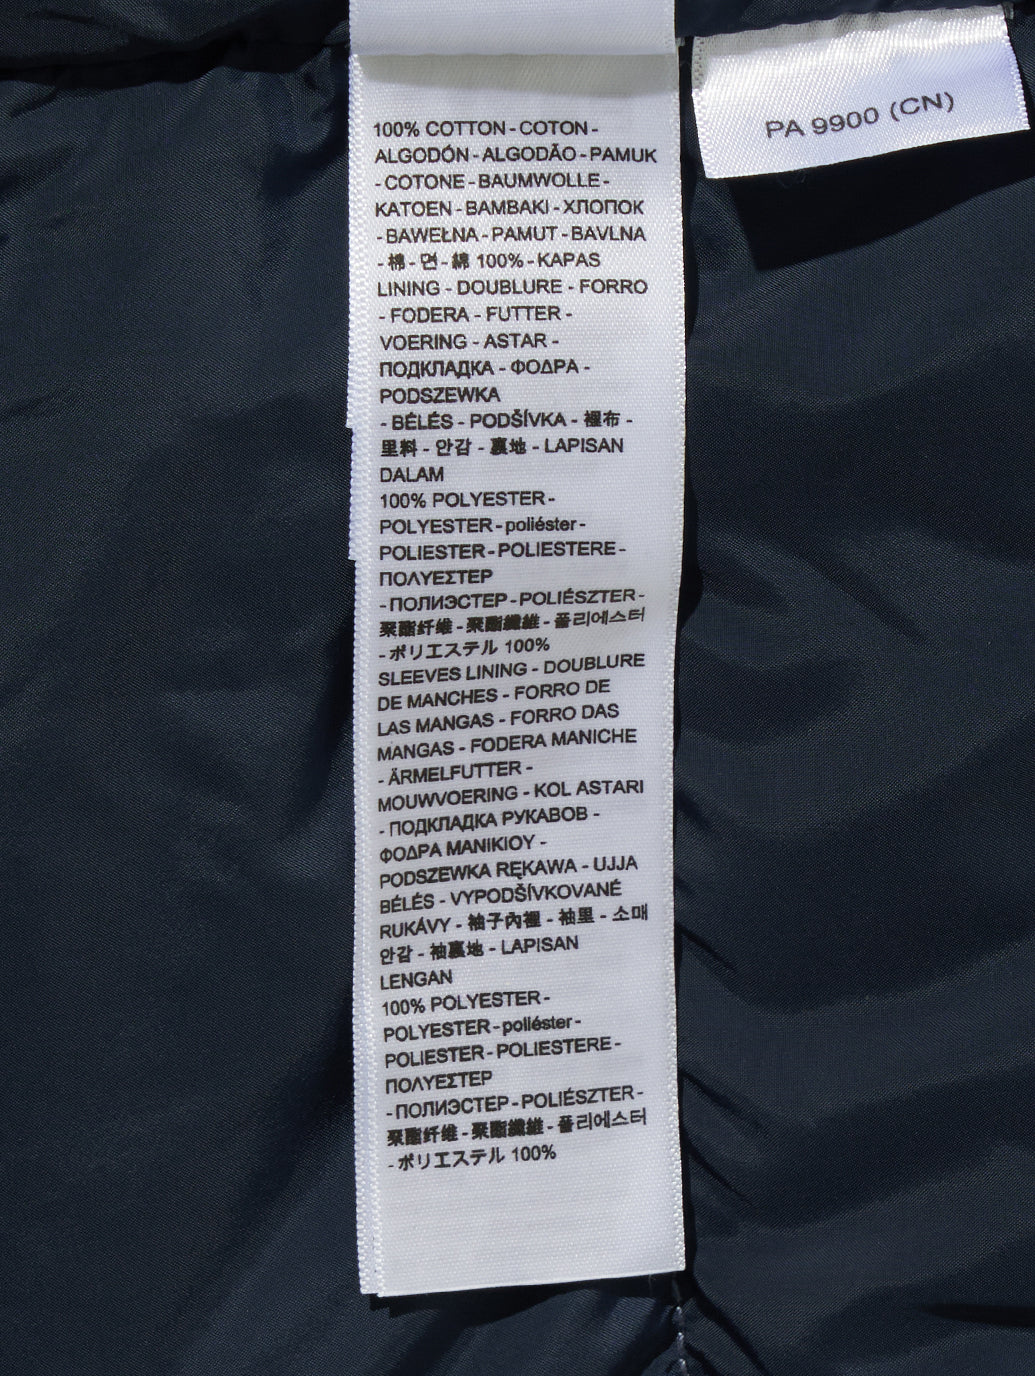 100% COTTON - COTON -
ALGODÓN - ALGODÃO - PAMUK
- COTONE - BAUMWOLLE -
KATOEN - BAMBAKI - ХЛОПОК
- BAWEŁNA - PAMUT - BAVLNA
- 棉 - 면 - 綿 100% - KAPAS
LINING - DOUBLURE - FORRO
- FODERA - FUTTER -
VOERING - ASTAR -
ПОДКЛАДКА - ΦΟΔΡΑ -
PODSZEWKA
- BÉLÉS - PODŠÍVKA - 裡布 -
里料 - 안감 - 裏地 - LAPISAN
DALAM
100% POLYESTER -
POLYESTER - poliéster -
POLIESTER - POLIESTERE -
ΠΟΛΥΕΣΤΕΡ
- ПОЛИЭСТЕР - POLIÉSZTER -
聚酯纤维 - 聚酯纖維 - 폴리에스터
- ポリエステル 100%
SLEEVES LINING - DOUBLURE
DE MANCHES - FORRO DE
LAS MANGAS - FORRO DAS
MANGAS - FODERA MANICHE
- ÄRMELFUTTER -
MOUWVOERING - KOL ASTARI
- ПОДКЛАДКА РУКАВОВ -
ΦΟΔΡΑ ΜΑΝΙΚΙΟΥ -
PODSZEWKA RĘKAWA - UJJA
BÉLÉS - VYPODŠÍVKOVANÉ
RUKÁVY - 袖子內裡 - 袖里 - 소매
안감 - 袖裏地 - LAPISAN
LENGAN
100% POLYESTER -
POLYESTER - poliéster -
POLIESTER - POLIESTERE -
ΠΟΛΥΕΣΤΕΡ
- ПОЛИЭСТЕР - POLIÉSZTER -
聚酯纤维 - 聚酯纖維 - 폴리에스터
- ポリエステル 100%
PA 9900 (CN)